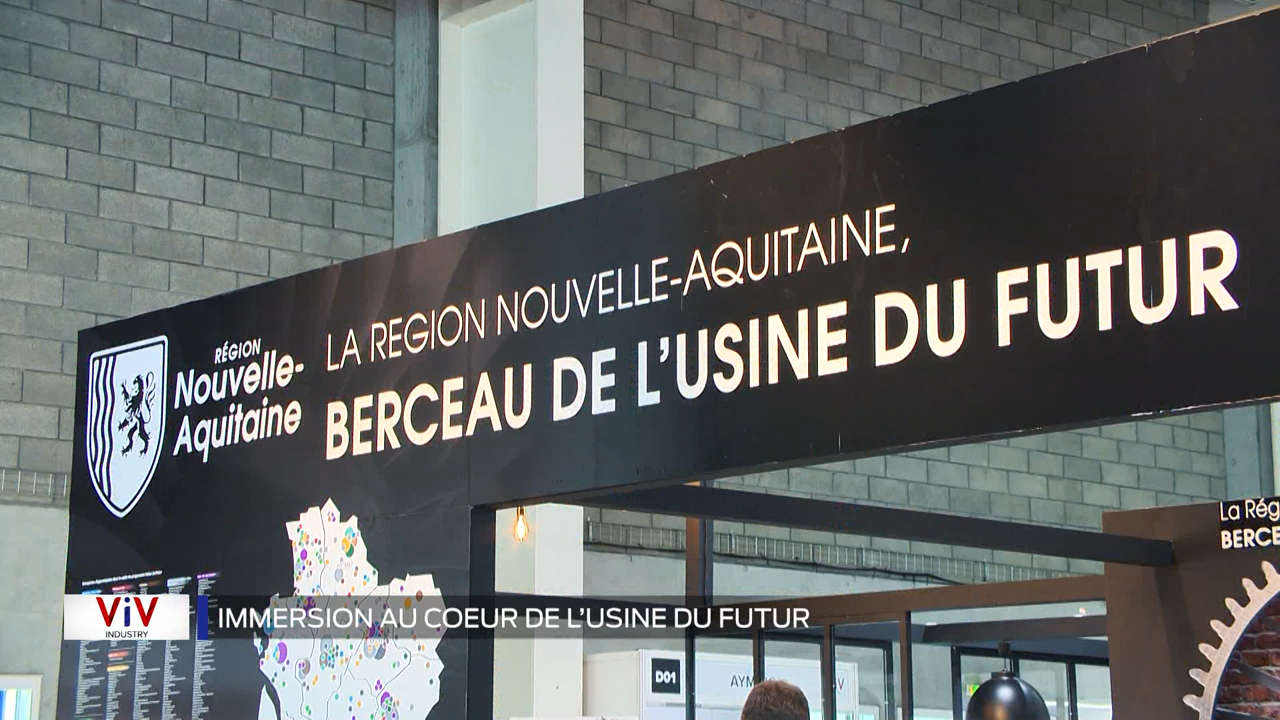 LA REGION NOUVELLE-AQUITAINE,
BERCEAU DE L'USINE DU FUTUR
RÉGION
Nouvelle-
Aquitaine
La Rég
BERCE
ViV
INDUSTRY
IMMERSION AU COEUR DE L'USINE DU FUTUR
D01
AYM